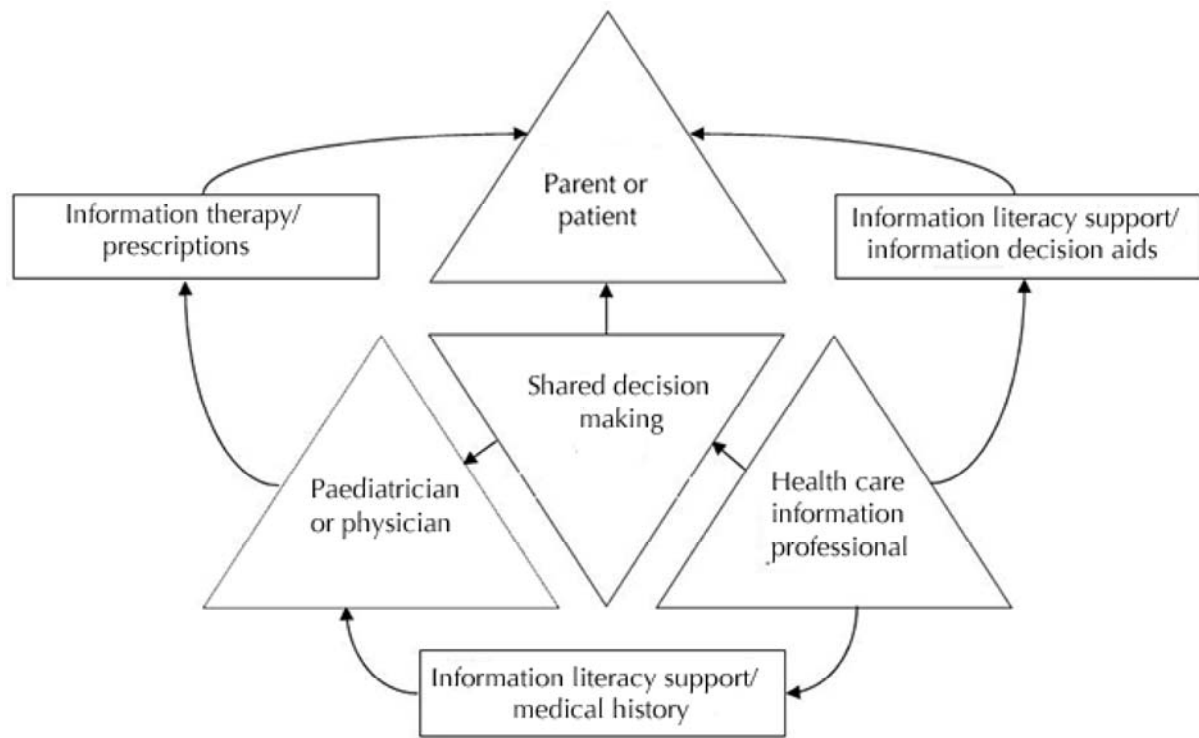 Parent or
patient
Information therapy/
prescriptions
Information literacy support/
information decision aids
Shared decision
making
Paediatrician
or physician
Health care
information
professional
Information literacy support/
medical history